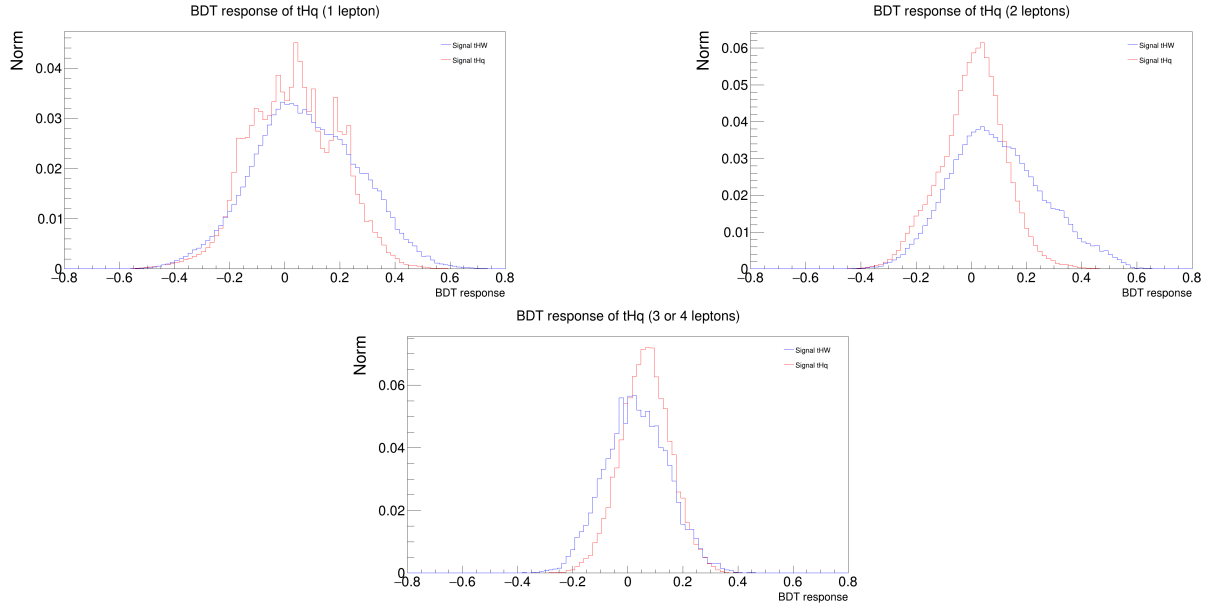 BDT response of tHq (1 lepton)
Norm
Signal tHW
Signal tHq
0.04
0.03
0.02
0.01
0
−0.8 −0.6 −0.4 −0.2 0 0.2 0.4 0.6 0.8
BDT response
BDT response of tHq (2 leptons)
Norm
Signal tHW
Signal tHq
0.06
0.05
0.04
0.03
0.02
0.01
0
−0.8 −0.6 −0.4 −0.2 0 0.2 0.4 0.6 0.8
BDT response
BDT response of tHq (3 or 4 leptons)
Norm
Signal tHW
Signal tHq
0.06
0.04
0.02
0
−0.8 −0.6 −0.4 −0.2 0 0.2 0.4 0.6 0.8
BDT response